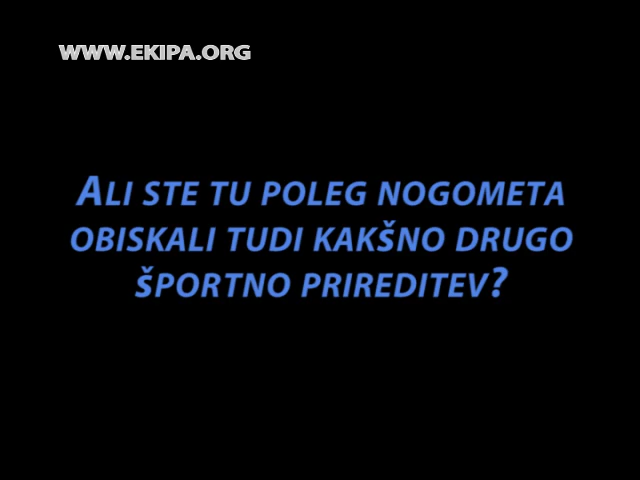 WWW.EKIPA.ORG
ALI STE TU POLEG NOGOMETA
OBISKALI TUDI KAKŠNO DRUGO
ŠPORTNO PRIREDITEV?